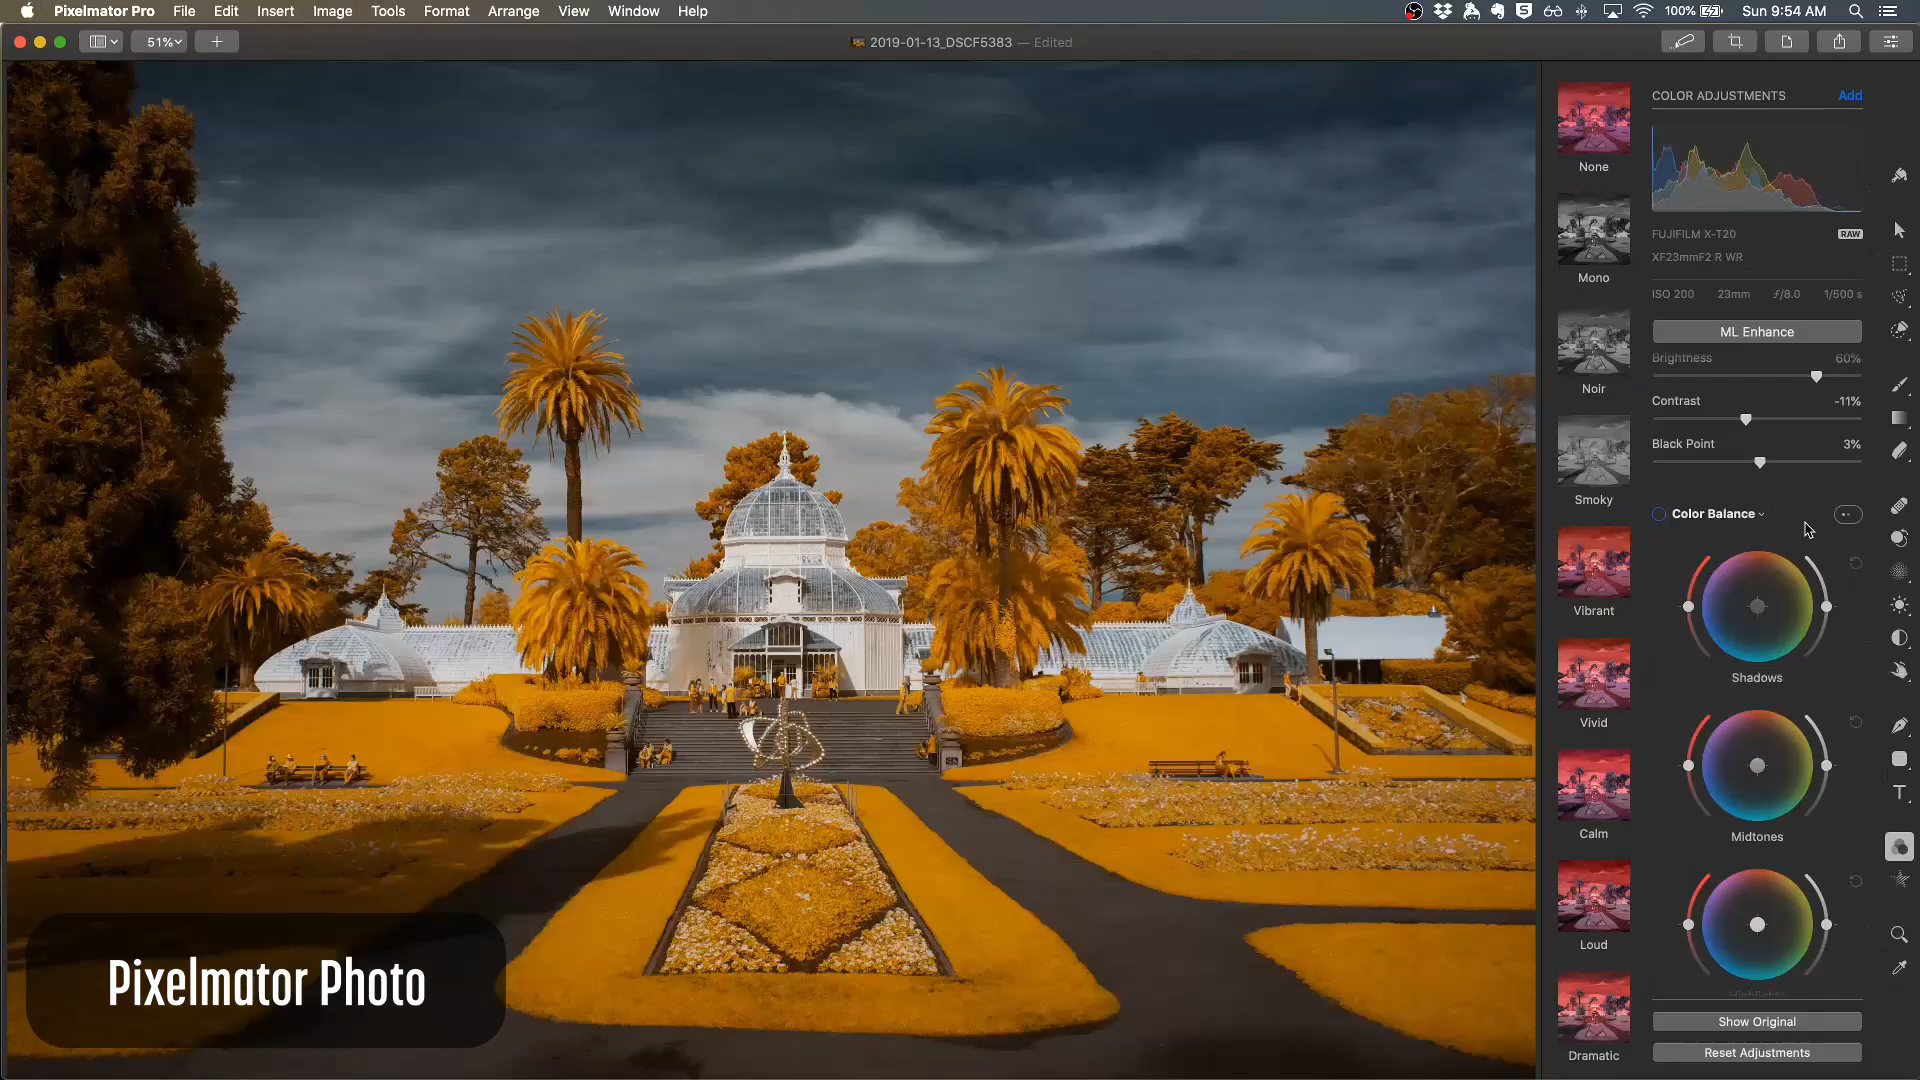 Pixelmator Pro File Edit Insert Image Tools Format Arrange View Window Help 100% Sun 9:54 AM
51% 2019-01-13_DSCF5383 — Edited
COLOR ADJUSTMENTS Add
None
FUJIFILM X-T20 RAW
XF23mmF2 R WR
Mono
ISO 200 23mm ƒ/8.0 1/500 s
ML Enhance
Brightness 60%
Noir
Contrast -11%
Black Point 3%
Smoky
Color Balance
Vibrant
Shadows
Vivid
Calm
Midtones
Loud
Highlights
Show Original
Reset Adjustments
Dramatic
Pixelmator Photo